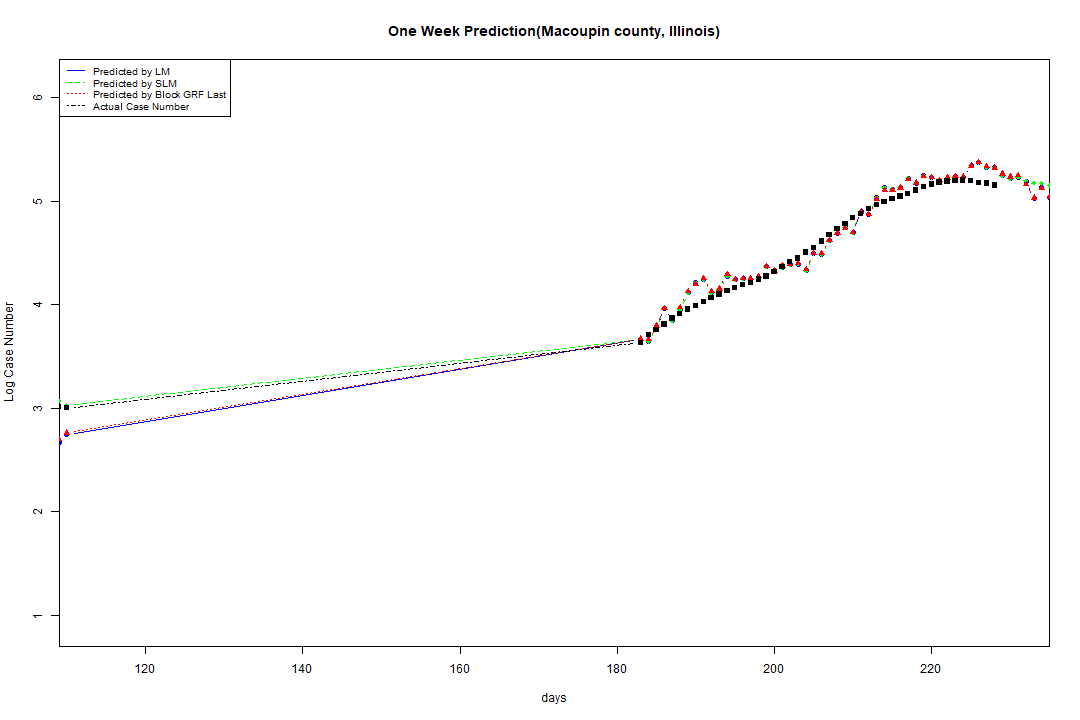 One Week Prediction(Macoupin county, Illinois)
Predicted by LM
Predicted by SLM
Predicted by Block GRF Last
Actual Case Number
6
5
4
3
2
1
Log Case Number
120 140 160 180 200 220
days